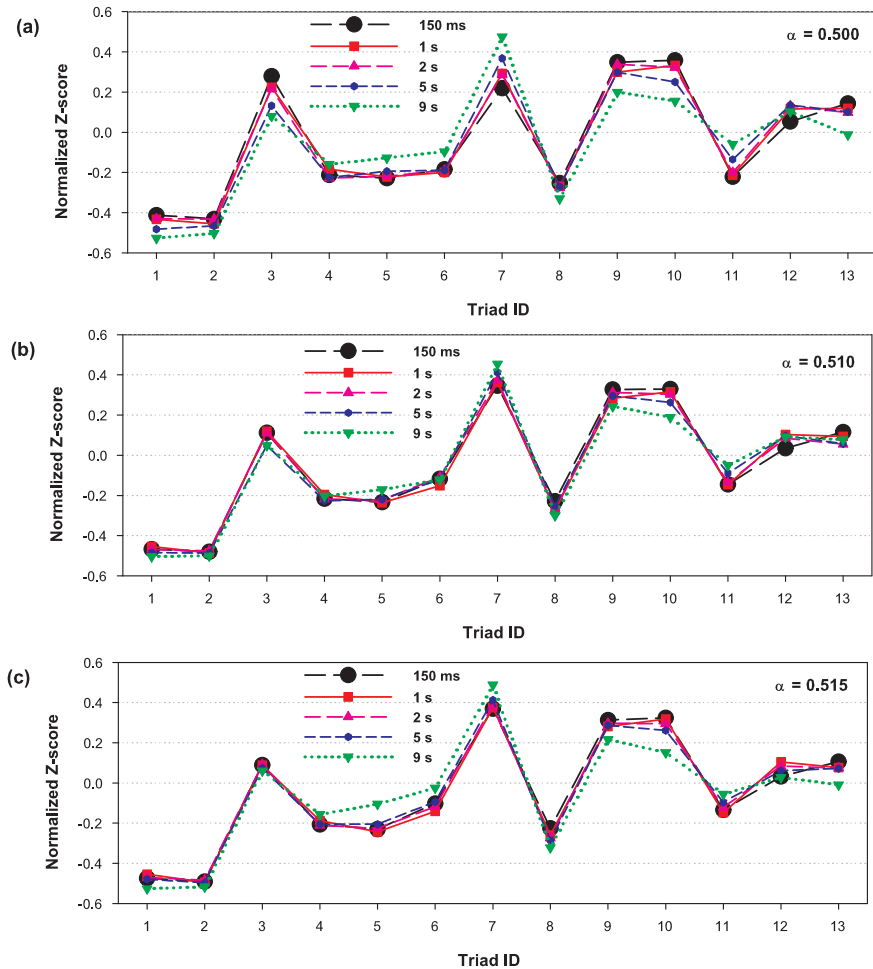 (a)
150 ms
1 s
2 s
5 s
9 s
α = 0.500
Normalized Z-score
0.6
0.4
0.2
0.0
-0.2
-0.4
-0.6
1 2 3 4 5 6 7 8 9 10 11 12 13
Triad ID
(b)
150 ms
1 s
2 s
5 s
9 s
α = 0.510
Normalized Z-score
0.6
0.4
0.2
0.0
-0.2
-0.4
-0.6
1 2 3 4 5 6 7 8 9 10 11 12 13
Triad ID
(c)
150 ms
1 s
2 s
5 s
9 s
α = 0.515
Normalized Z-score
0.6
0.4
0.2
0.0
-0.2
-0.4
-0.6
1 2 3 4 5 6 7 8 9 10 11 12 13
Triad ID